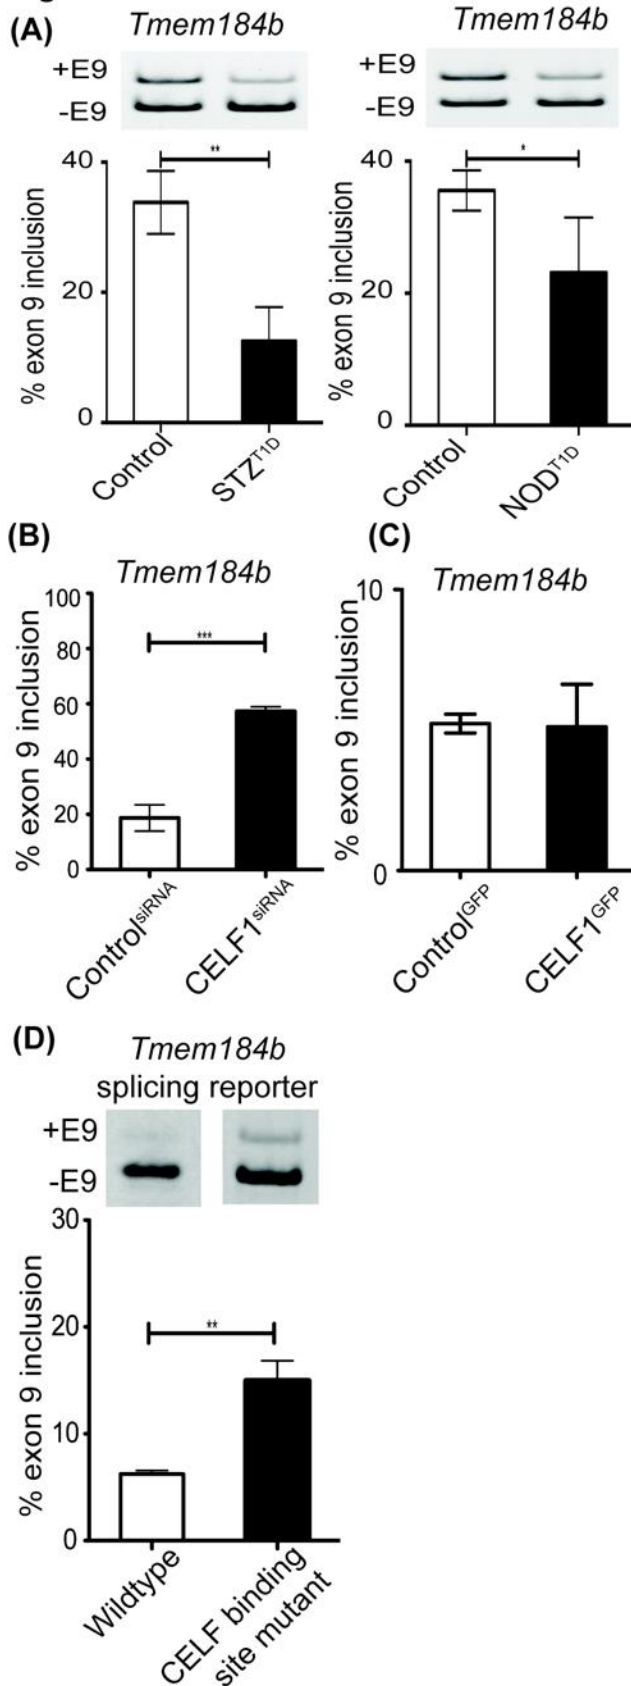 (A)
Tmem184b
+E9
-E9
**
40
20
0
% exon 9 inclusion
Control
STZT1D
Tmem184b
+E9
-E9
*
40
20
0
% exon 9 inclusion
Control
NODT1D
(B)
Tmem184b
***
100
80
60
40
20
0
% exon 9 inclusion
ControlsiRNA
CELF1siRNA
(C)
Tmem184b
10
0
% exon 9 inclusion
ControlGFP
CELF1GFP
(D)
Tmem184b
splicing reporter
+E9
-E9
**
30
20
10
0
% exon 9 inclusion
Wildtype
CELF binding
site mutant